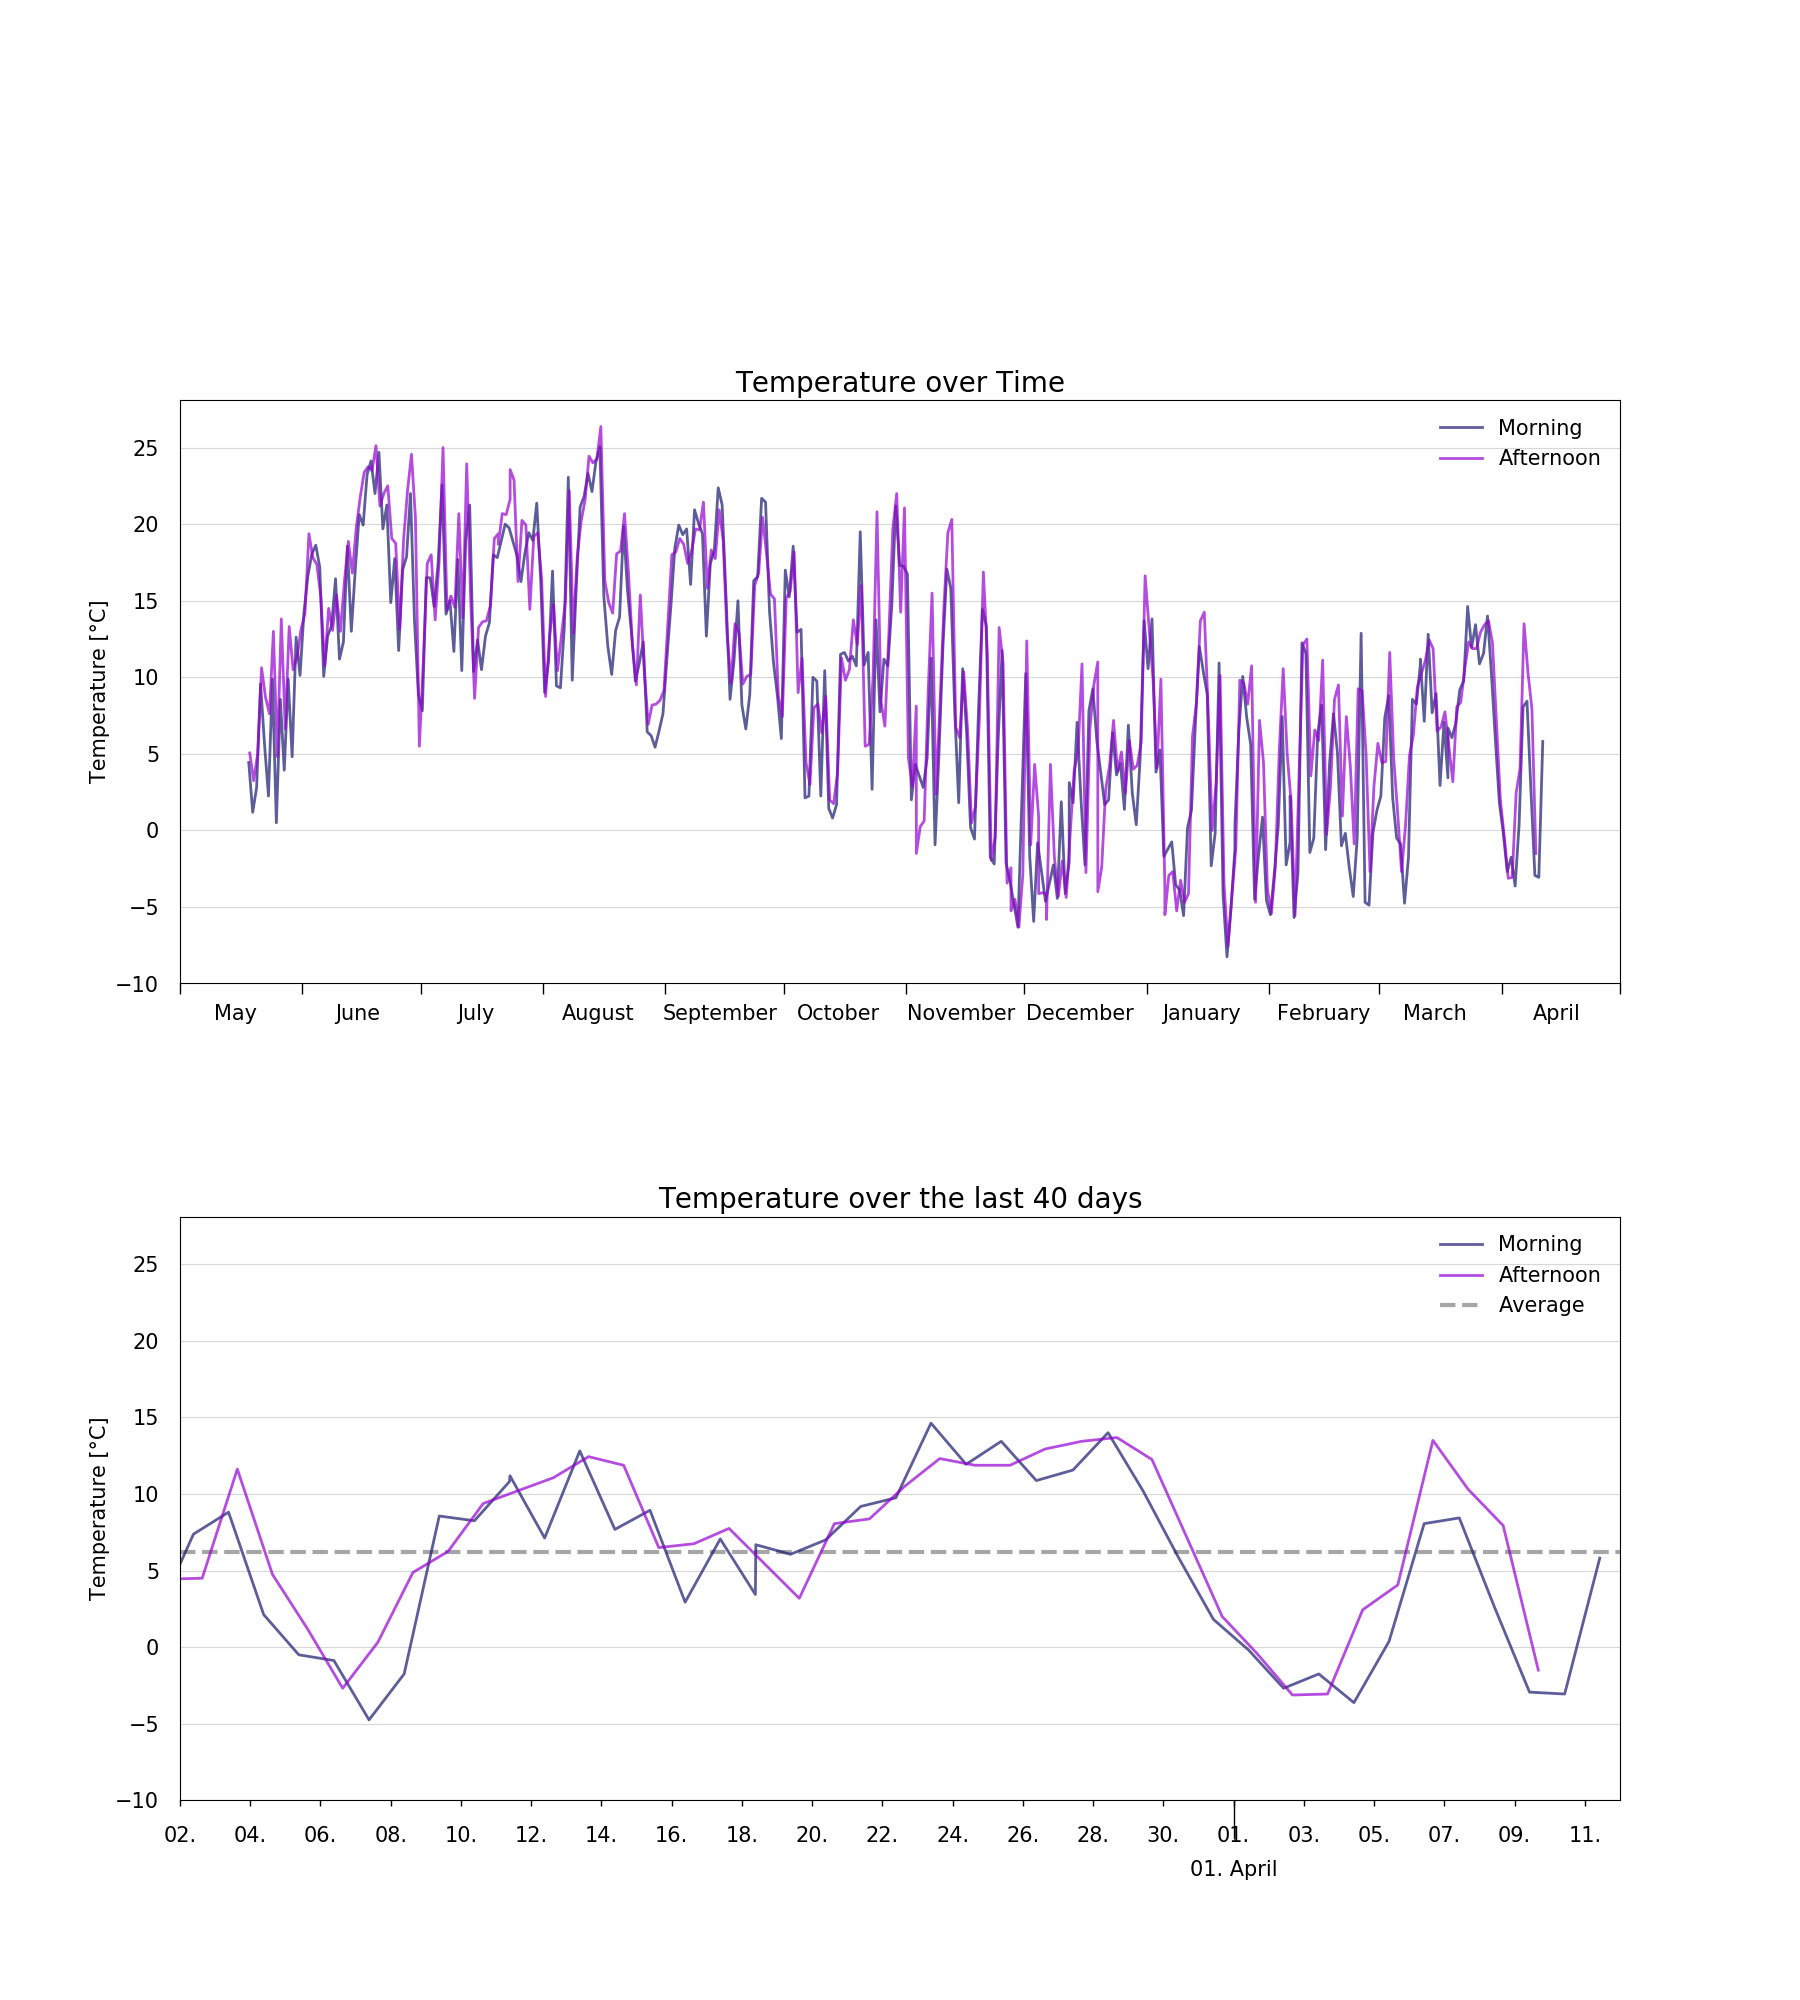 Temperature over Time
Temperature [°C]
25
20
15
10
5
0
−5
−10
Morning
Afternoon
May June July August September October November December January February March April
Temperature over the last 40 days
Temperature [°C]
25
20
15
10
5
0
−5
−10
Morning
Afternoon
Average
02. 04. 06. 08. 10. 12. 14. 16. 18. 20. 22. 24. 26. 28. 30. 01. 03. 05. 07. 09. 11.
01. April